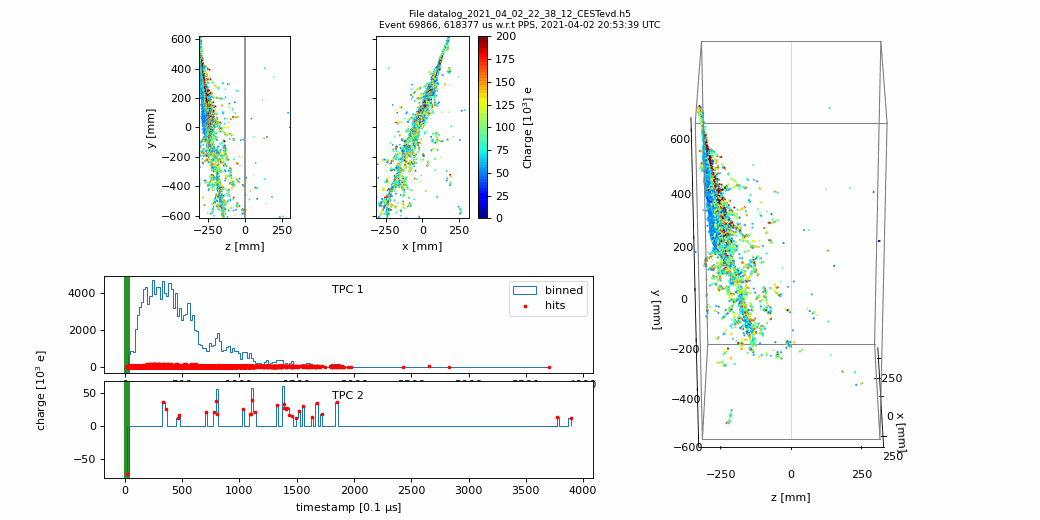 File datalog_2021_04_02_22_38_12_CESTevd.h5
Event 69866, 618377 us w.r.t PPS, 2021-04-02 20:53:39 UTC
600
400
200
0
−200
−400
−600
y [mm]
−250 0 250
z [mm]
−250 0 250
x [mm]
200
175
150
125
100
75
50
25
0
Charge [10³] e
TPC 1
binned
hits
4000
2000
0
TPC 2
50
0
−50
charge [10³ e]
0 500 1000 1500 2000 2500 3000 3500 4000
timestamp [0.1 µs]
600
400
200
0
−200
−400
−600
y [mm]
−250 0 250
z [mm]
−250
0
250
x [mm]